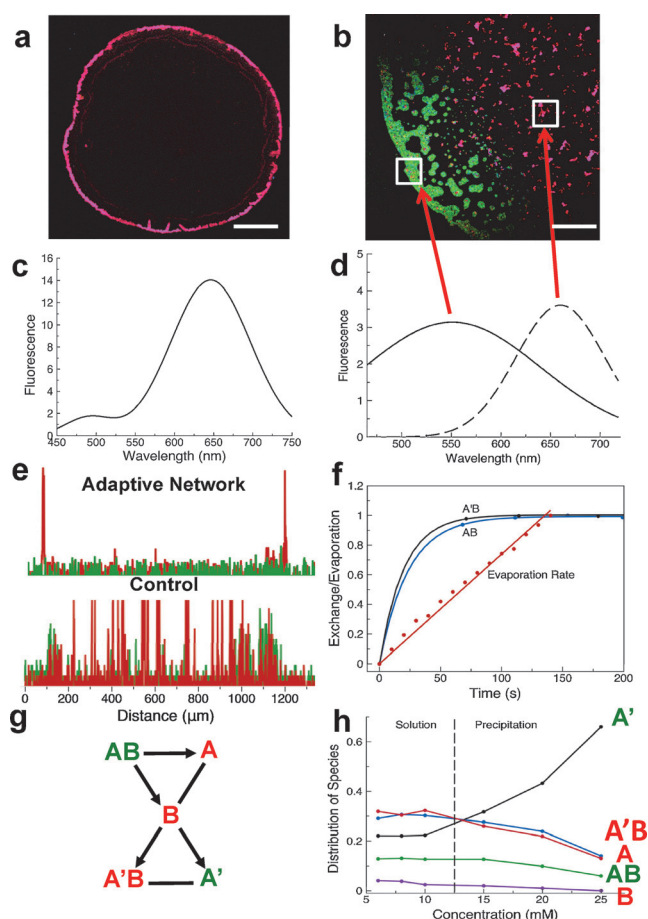 a
b
c
16
14
12
10
8
6
4
2
0
Fluorescence
450
500
550
600
650
700
750
Wavelength (nm)
d
5
4
3
2
1
0
Fluorescence
500
550
600
650
700
Wavelength (nm)
e
Adaptive Network
Control
0
200
400
600
800
1000
1200
Distance (µm)
f
1.2
1
0.8
0.6
0.4
0.2
0
Exchange/Evaporation
A'B
AB
Evaporation Rate
0
50
100
150
200
Time (s)
g
AB
A
B
A'B
A'
h
Solution
Precipitation
0.6
0.4
0.2
0
Distribution of Species
A'
A'B
A
AB
B
5
10
15
20
25
Concentration (mM)